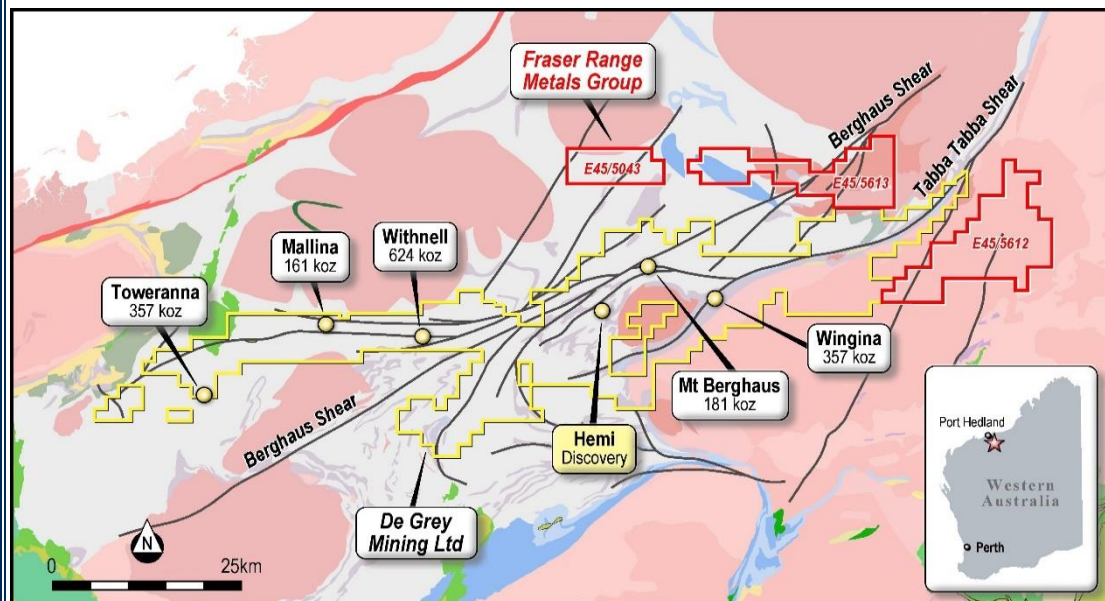 Fraser Range
Metals Group
Berghaus Shear
Tabba Tabba Shear
E45/5043
E45/5613
E45/5612
Mallina
161 koz
Withnell
624 koz
Toweranna
357 koz
Wingina
357 koz
Mt Berghaus
181 koz
Hemi
Discovery
Berghaus Shear
De Grey
Mining Ltd
N
0
25km
Port Hedland
Western
Australia
Perth